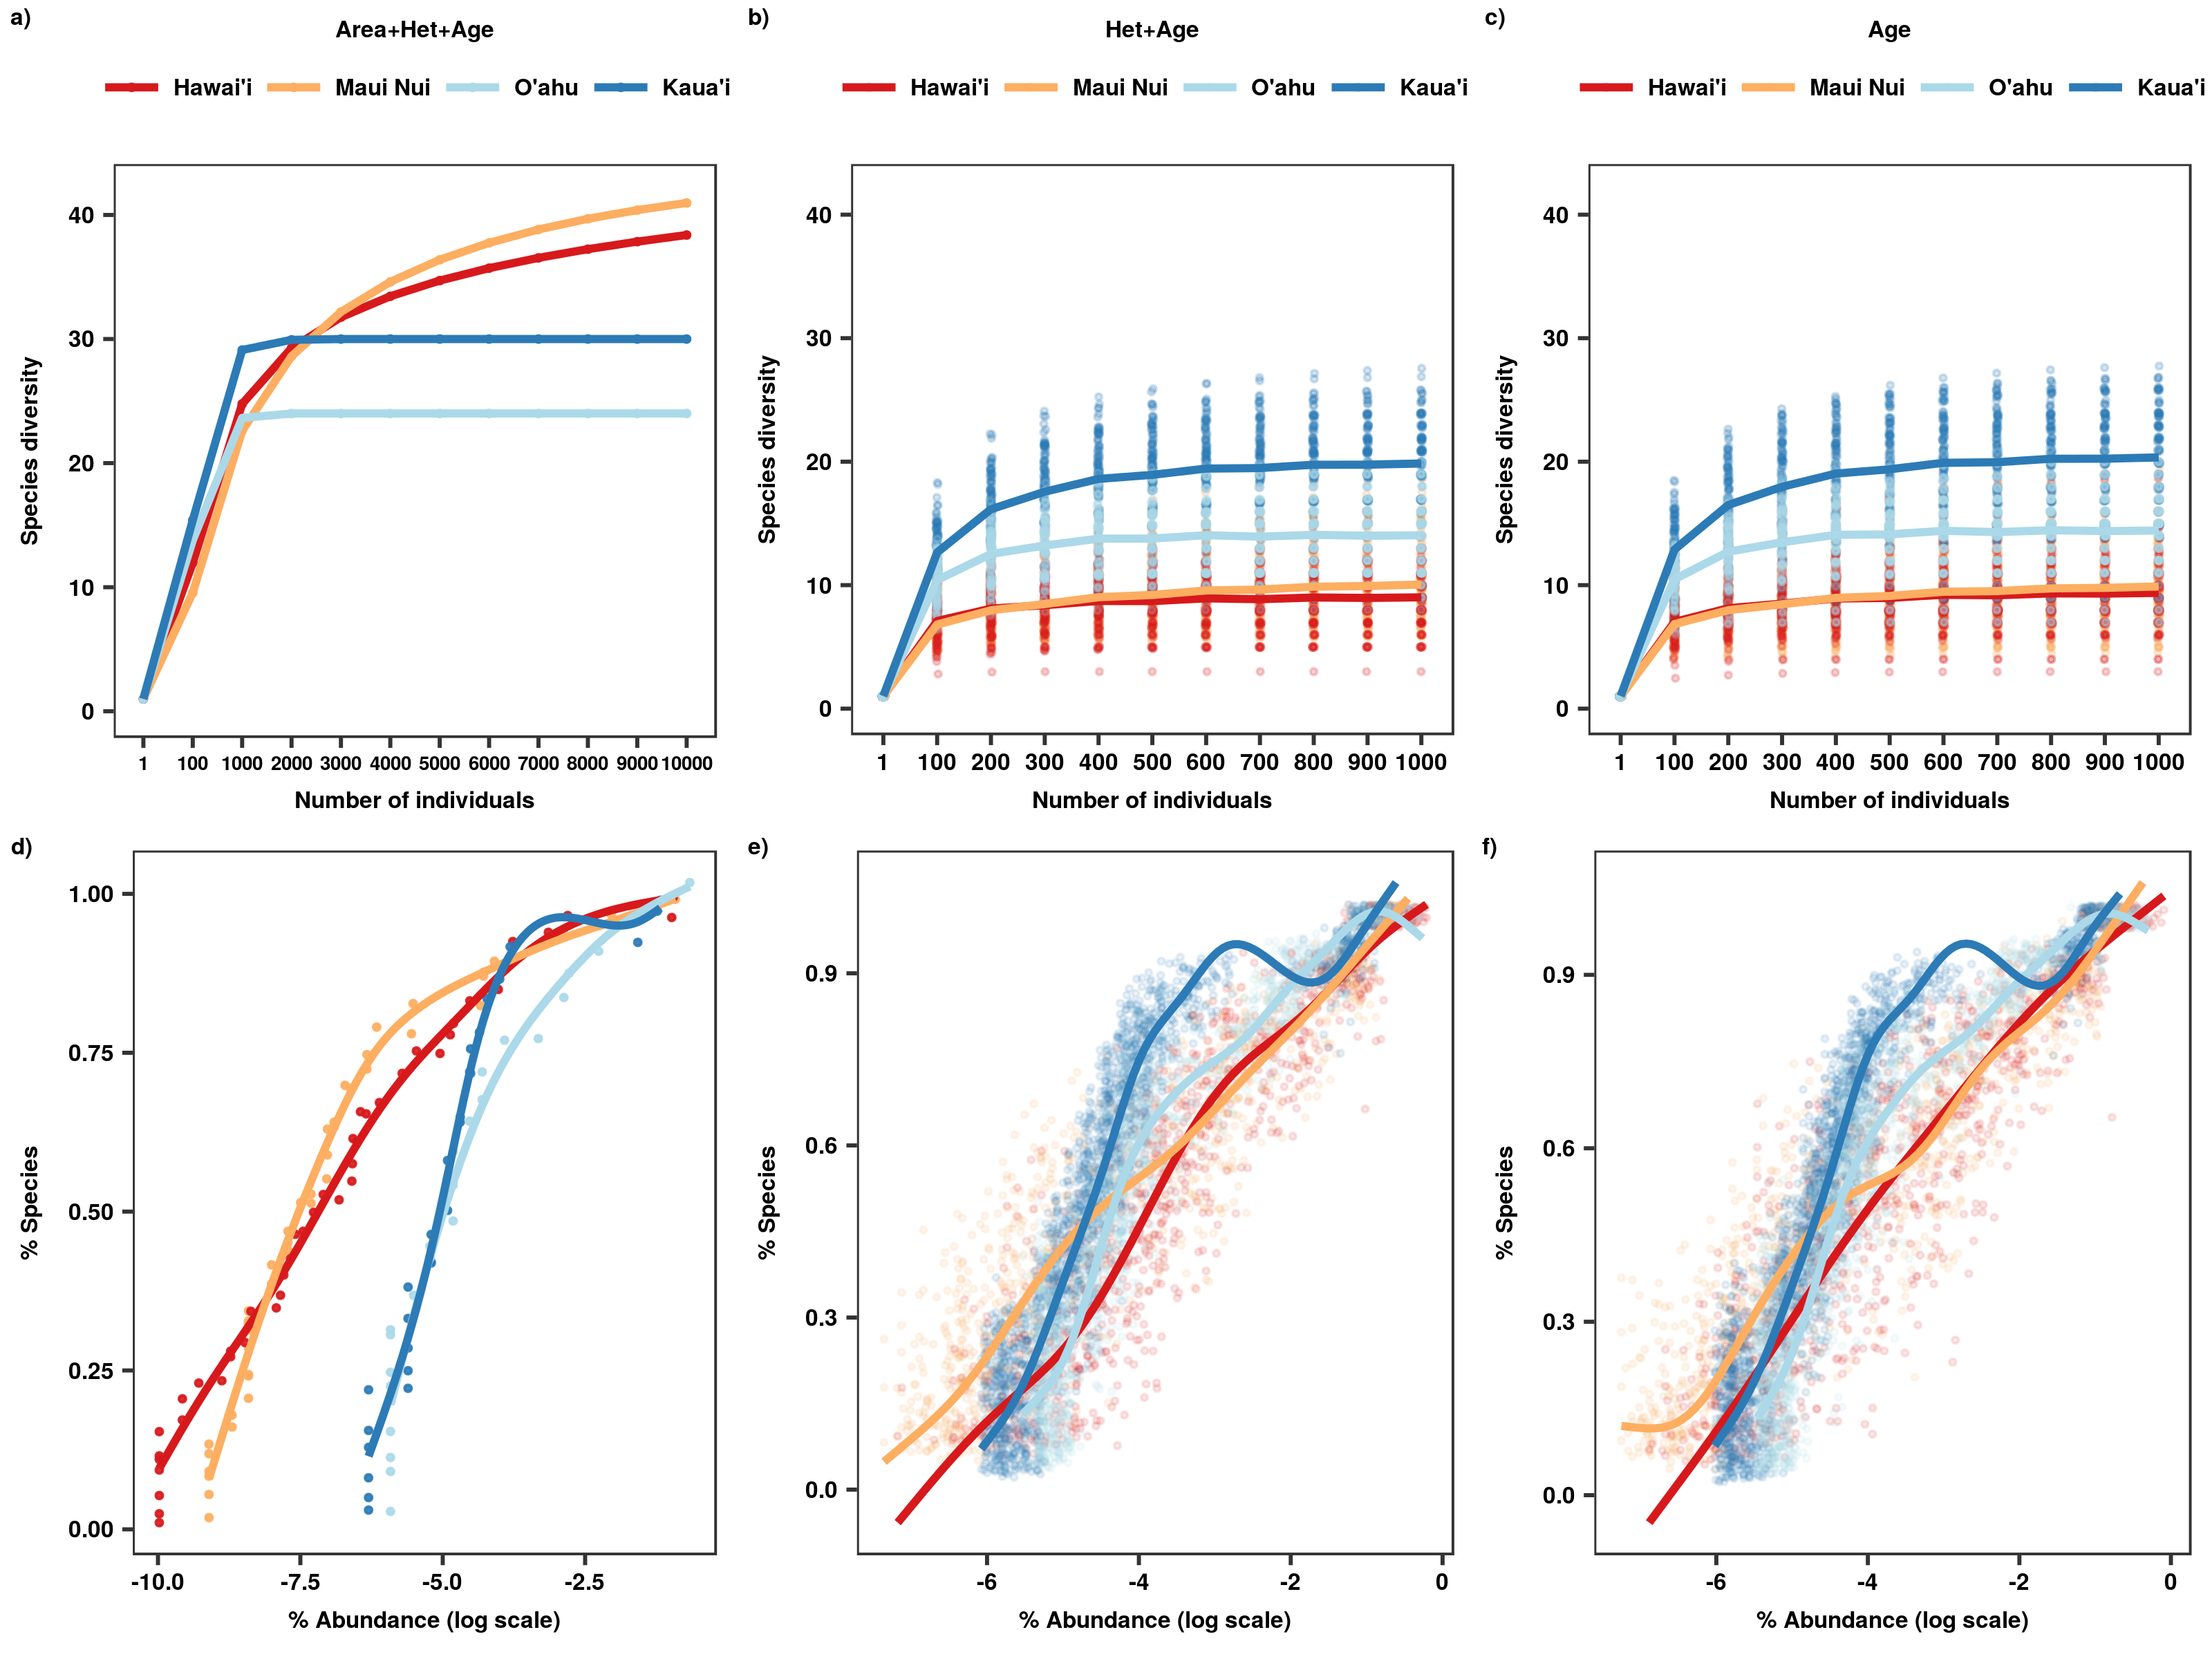 a)
Area+Het+Age
Hawai'i Maui Nui O'ahu Kaua'i
Species diversity
40
30
20
10
0
1 100 1000 2000 3000 4000 5000 6000 7000 8000 9000 10000
Number of individuals
b)
Het+Age
Hawai'i Maui Nui O'ahu Kaua'i
Species diversity
40
30
20
10
0
1 100 200 300 400 500 600 700 800 900 1000
Number of individuals
c)
Age
Hawai'i Maui Nui O'ahu Kaua'i
Species diversity
40
30
20
10
0
1 100 200 300 400 500 600 700 800 900 1000
Number of individuals
d)
% Species
1.00
0.75
0.50
0.25
0.00
-10.0 -7.5 -5.0 -2.5
% Abundance (log scale)
e)
% Species
0.9
0.6
0.3
0.0
-6 -4 -2 0
% Abundance (log scale)
f)
% Species
0.9
0.6
0.3
0.0
-6 -4 -2 0
% Abundance (log scale)